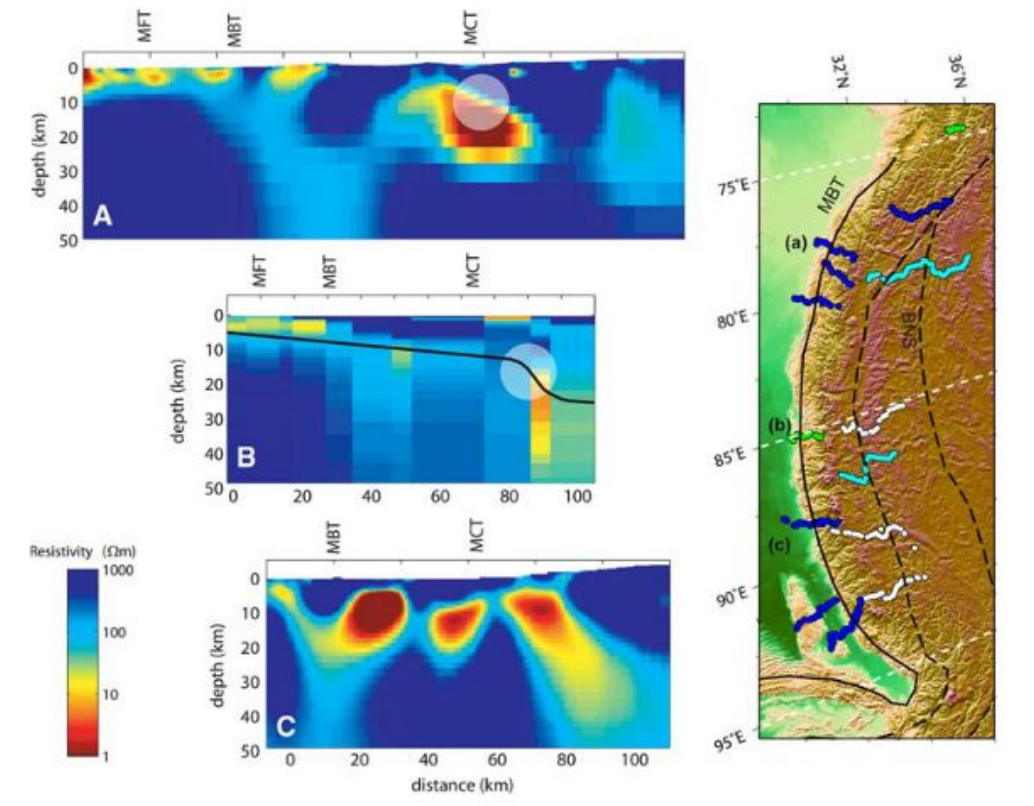 MFT MBT MCT
0
10
20
30
40
50
depth (km)
A
MFT MBT MCT
0
10
20
30
40
50
depth (km)
B
0 20 40 60 80 100
Resistivity (Ωm)
1000
100
10
1
MBT MCT
0
10
20
30
40
50
depth (km)
C
0 20 40 60 80 100
distance (km)
32°N 36°N
75°E
80°E
85°E
90°E
95°E
MBT
BNS
(a)
(b)
(c)